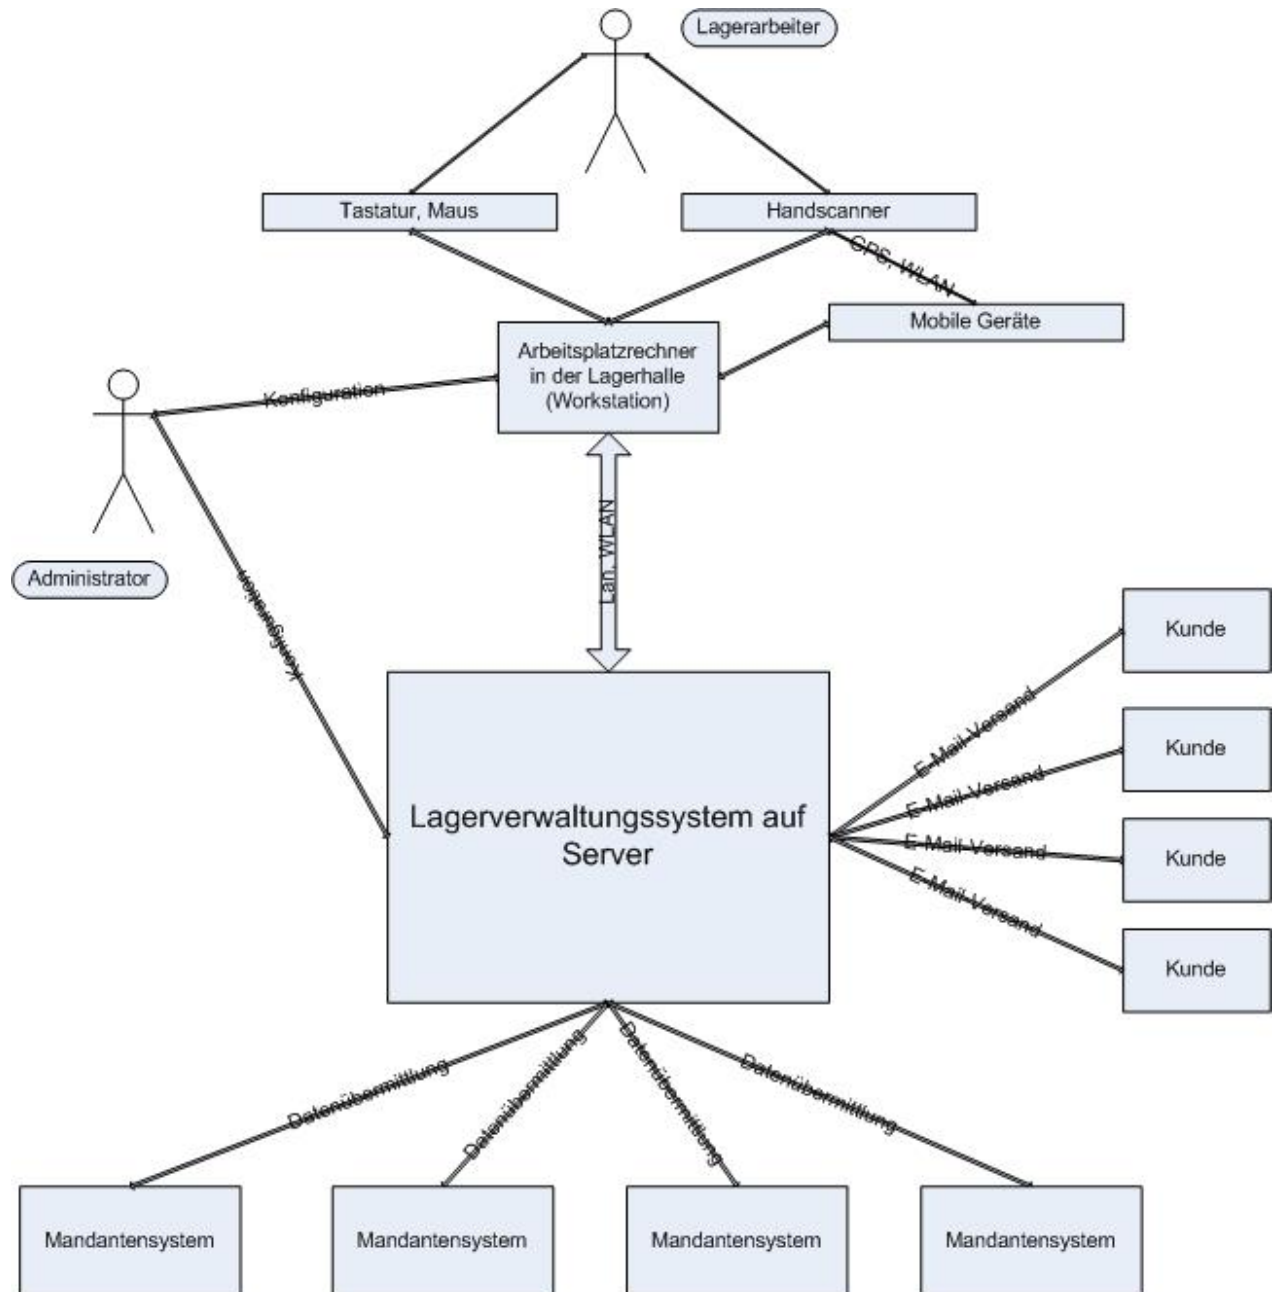 Lagerarbeiter
Tastatur, Maus
Handscanner
GPS, WLAN
Mobile Geräte
Arbeitsplatzrechner
in der Lagerhalle
(Workstation)
Konfiguration
Administrator
Konfiguration
Lan, WLAN
Kunde
E-Mail-Versand
Kunde
E-Mail-Versand
Lagerverwaltungssystem auf
Server
E-Mail-Versand
Kunde
E-Mail-Versand
Kunde
Datenübermittlung
Datenübermittlung
Datenübermittlung
Datenübermittlung
Mandantensystem
Mandantensystem
Mandantensystem
Mandantensystem